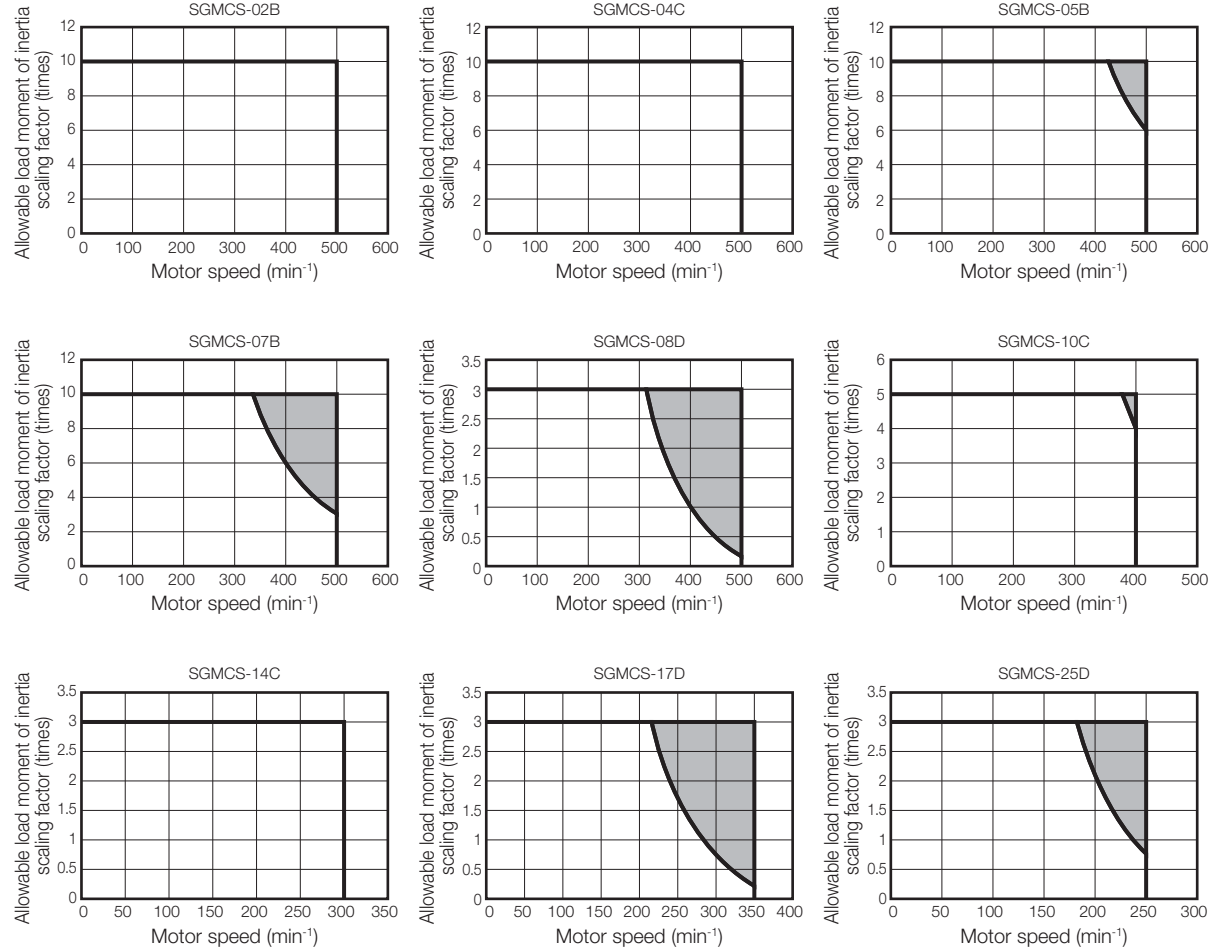 SGMCS-02B
Allowable load moment of inertia
scaling factor (times)
12
10
8
6
4
2
0
0 100 200 300 400 500 600
Motor speed (min-1)
SGMCS-04C
Allowable load moment of inertia
scaling factor (times)
12
10
8
6
4
2
0
0 100 200 300 400 500 600
Motor speed (min-1)
SGMCS-05B
Allowable load moment of inertia
scaling factor (times)
12
10
8
6
4
2
0
0 100 200 300 400 500 600
Motor speed (min-1)
SGMCS-07B
Allowable load moment of inertia
scaling factor (times)
12
10
8
6
4
2
0
0 100 200 300 400 500 600
Motor speed (min-1)
SGMCS-08D
Allowable load moment of inertia
scaling factor (times)
3.5
3
2.5
2
1.5
1
0.5
0
0 100 200 300 400 500 600
Motor speed (min-1)
SGMCS-10C
Allowable load moment of inertia
scaling factor (times)
6
5
4
3
2
1
0
0 100 200 300 400 500
Motor speed (min-1)
SGMCS-14C
Allowable load moment of inertia
scaling factor (times)
3.5
3
2.5
2
1.5
1
0.5
0
0 50 100 150 200 250 300 350
Motor speed (min-1)
SGMCS-17D
Allowable load moment of inertia
scaling factor (times)
3.5
3
2.5
2
1.5
1
0.5
0
0 50 100 150 200 250 300 350 400
Motor speed (min-1)
SGMCS-25D
Allowable load moment of inertia
scaling factor (times)
3.5
3
2.5
2
1.5
1
0.5
0
0 50 100 150 200 250 300
Motor speed (min-1)